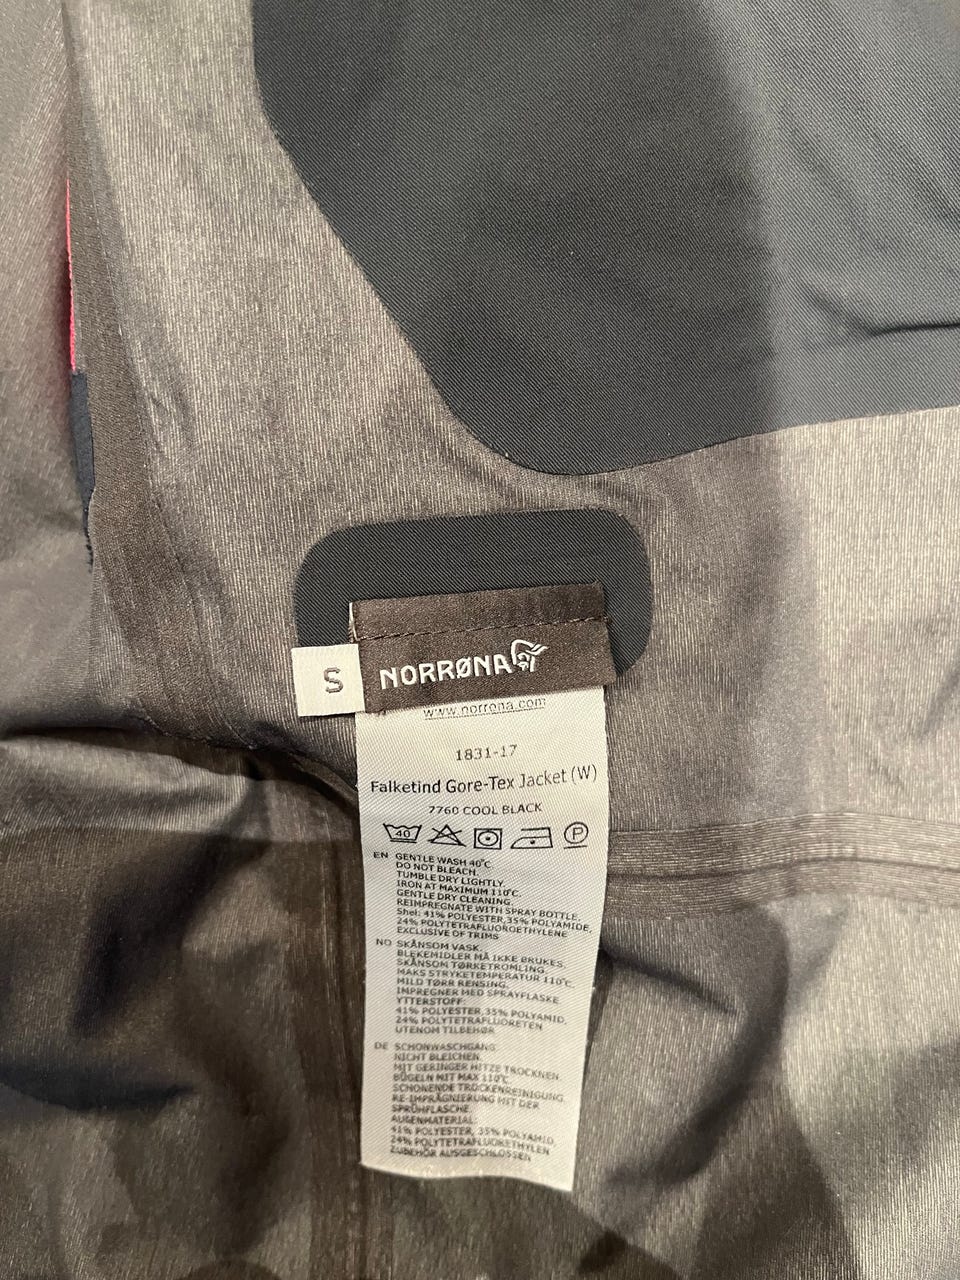 S
NORRØNA
www.norrona.com
1831-17
Falketind Gore-Tex Jacket (W)
7760 COOL BLACK
40 P
EN GENTLE WASH 40°C.
DO NOT BLEACH.
TUMBLE DRY LIGHTLY.
IRON AT MAXIMUM 110°C.
GENTLE DRY CLEANING.
REIMPREGNATE WITH SPRAY BOTTLE.
Shel: 41% POLYESTER,35% POLYAMIDE,
24% POLYTETRAFLUOROETHYLENE
EXCLUSIVE OF TRIMS
NO SKÅNSOM VASK.
BLEKEMIDLER MÅ IKKE BRUKES.
SKÅNSOM TØRKETROMLING.
MAKS STRYKETEMPERATUR 110°C.
MILD TØRR RENSING.
IMPREGNER MED SPRAYFLASKE
YTTERSTOFF:
41% POLYESTER,35% POLYAMID,
24% POLYTETRAFLUORETEN
UTENOM TILBEHØR
DE SCHONWASCHGANG.
NICHT BLEICHEN.
MIT GERINGER HITZE TROCKNEN.
BÜGELN MIT MAX 110°C.
SCHONENDE TROCKENREINIGUNG.
RE-IMPRÄGNIERUNG MIT DER
SPRÜHFLASCHE.
AUßENMATERIAL:
41% POLYESTER, 35% POLYAMID,
24% POLYTETRAFLUORETHYLEN
ZUBEHÖR AUSGESCHLOSSEN